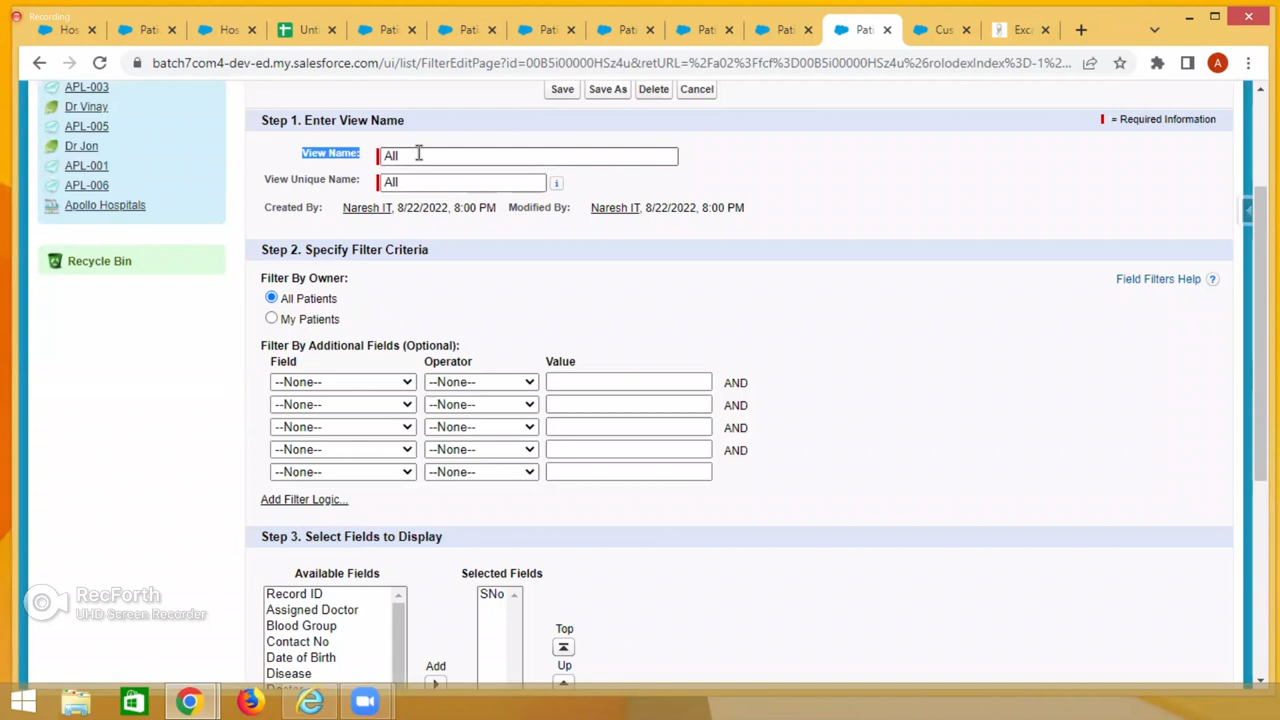 Recording
Hos
Pati
Hos
Unti
Pati
Pati
Pati
Pati
Pati
Pati
Pati
Cus
Exca
batch7com4-dev-ed.my.salesforce.com/ui/list/FilterEditPage?id=00B5i00000HSz4u&retURL=%2Fa02%3Ffcf%3D00B5i00000HSz4u%26rolodexIndex%3D-1%2...
A
APL-003
Dr Vinay
APL-005
Dr Jon
APL-001
APL-006
Apollo Hospitals
Recycle Bin
Save Save As Delete Cancel
Step 1. Enter View Name
= Required Information
View Name: All
View Unique Name: All
Created By: Naresh IT, 8/22/2022, 8:00 PM Modified By: Naresh IT, 8/22/2022, 8:00 PM
Step 2. Specify Filter Criteria
Filter By Owner:
Field Filters Help ?
All Patients
My Patients
Filter By Additional Fields (Optional):
Field Operator Value
--None-- --None-- AND
--None-- --None-- AND
--None-- --None-- AND
--None-- --None-- AND
--None-- --None--
Add Filter Logic...
Step 3. Select Fields to Display
Available Fields Selected Fields
Record ID
Assigned Doctor
Blood Group
Contact No
Date of Birth
Disease
SNo
Top
Up
Add
RecForth
UHD Screen Recorder